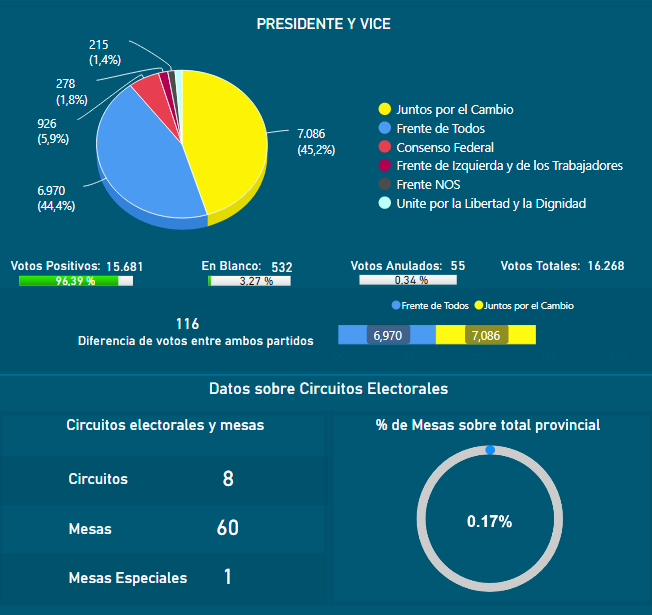 PRESIDENTE Y VICE
215
(1,4%)
278
(1,8%)
926
(5,9%)
6.970
(44,4%)
7.086
(45,2%)
Juntos por el Cambio
Frente de Todos
Consenso Federal
Frente de Izquierda y de los Trabajadores
Frente NOS
Unite por la Libertad y la Dignidad
Votos Positivos: 15.681
96,39 %
En Blanco: 532
3,27 %
Votos Anulados: 55
0,34 %
Votos Totales: 16.268
116
Diferencia de votos entre ambos partidos
Frente de Todos Juntos por el Cambio
6,970 7,086
Datos sobre Circuitos Electorales
Circuitos electorales y mesas
Circuitos 8
Mesas 60
Mesas Especiales 1
% de Mesas sobre total provincial
0.17%